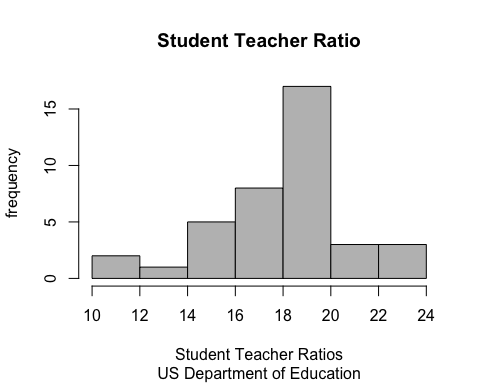 Student Teacher Ratio
frequency
15
10
5
0
10 12 14 16 18 20 22 24
Student Teacher Ratios
US Department of Education